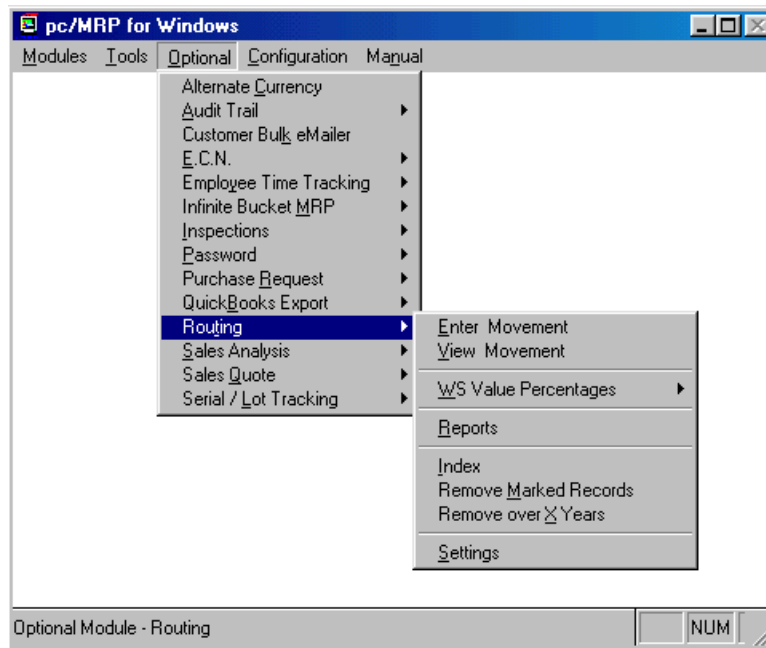 pc/MRP for Windows
Modules Tools Optional Configuration Manual
Alternate Currency
Audit Trail
Customer Bulk eMailer
E.C.N.
Employee Time Tracking
Infinite Bucket MRP
Inspections
Password
Purchase Request
QuickBooks Export
Routing
Sales Analysis
Sales Quote
Serial / Lot Tracking
Enter Movement
View Movement
WS Value Percentages
Reports
Index
Remove Marked Records
Remove over X Years
Settings
Optional Module - Routing NUM